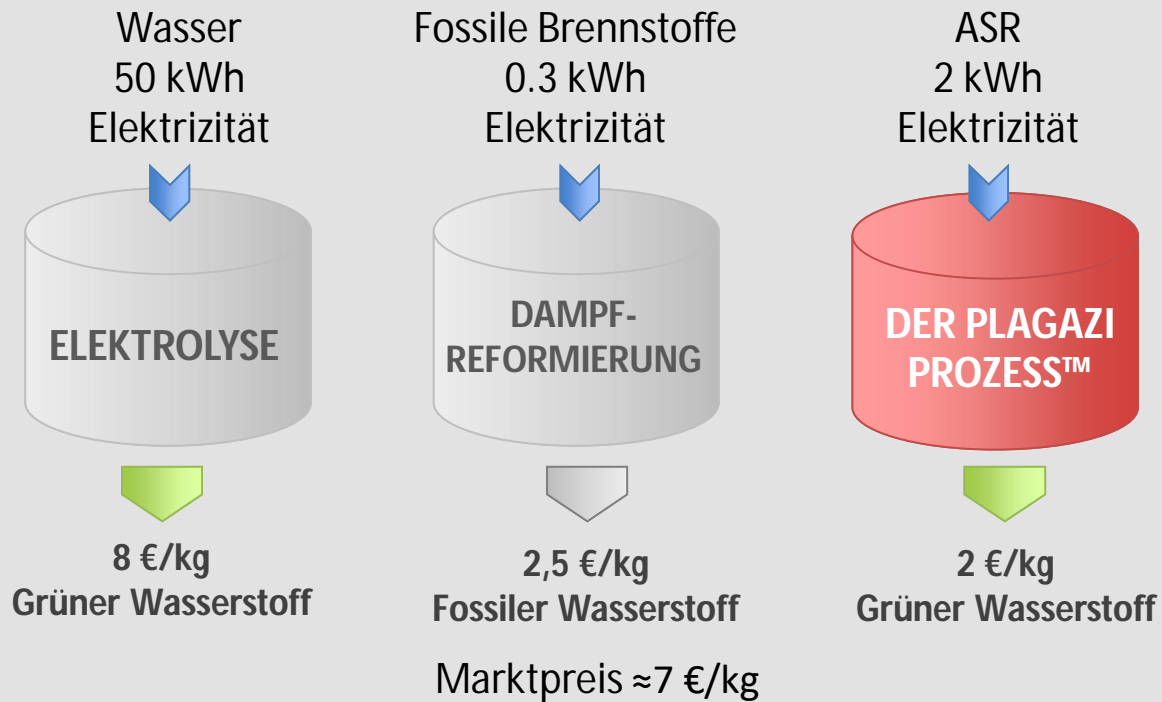 Wasser
50 kWh
Elektrizität
Fossile Brennstoffe
0.3 kWh
Elektrizität
ASR
2 kWh
Elektrizität
ELEKTROLYSE
DAMPF-
REFORMIERUNG
DER PLAGAZI
PROZESS™
8 €/kg
Grüner Wasserstoff
2,5 €/kg
Fossiler Wasserstoff
2 €/kg
Grüner Wasserstoff
Marktpreis ≈7 €/kg